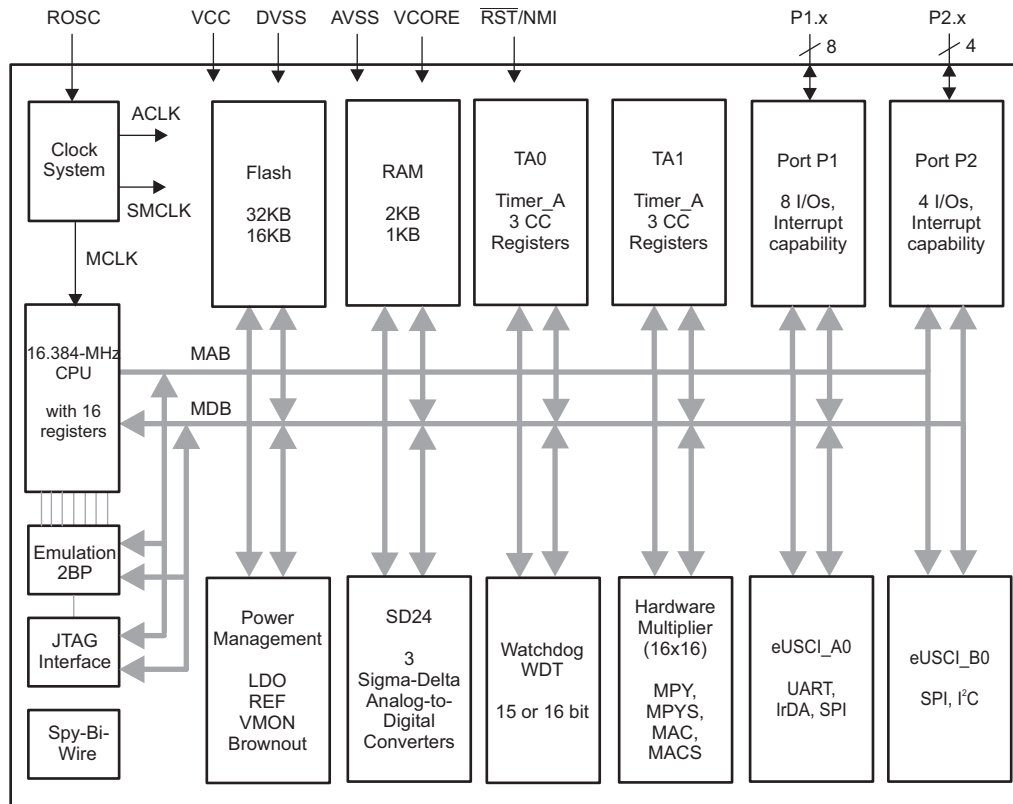 ROSC
VCC
DVSS
AVSS
VCORE
RST/NMI
P1.x
P2.x
8
4
Clock
System
ACLK
SMCLK
MCLK
Flash
32KB
16KB
RAM
2KB
1KB
TA0
Timer_A
3 CC
Registers
TA1
Timer_A
3 CC
Registers
Port P1
8 I/Os,
Interrupt
capability
Port P2
4 I/Os,
Interrupt
capability
16.384-MHz
CPU
with 16
registers
MAB
MDB
Emulation
2BP
JTAG
Interface
Spy-Bi-
Wire
Power
Management
LDO
REF
VMON
Brownout
SD24
3
Sigma-Delta
Analog-to-
Digital
Converters
Watchdog
WDT
15 or 16 bit
Hardware
Multiplier
(16x16)
MPY,
MPYS,
MAC,
MACS
eUSCI_A0
UART,
IrDA, SPI
eUSCI_B0
SPI, I²C